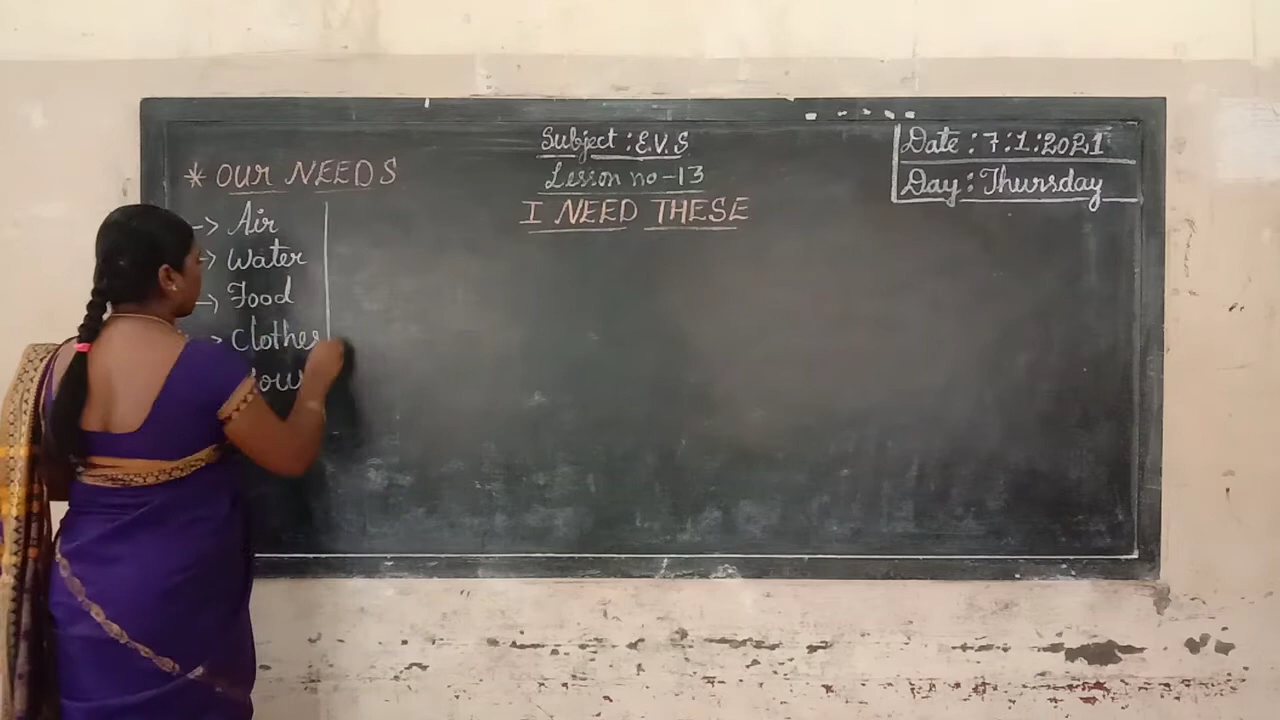 Subject : E.V.S
Lesson no-13
I NEED THESE
Date : 7:1:2021
Day : Thursday
* OUR NEEDS
-> Air
-> Water
-> Food
-> Clothes